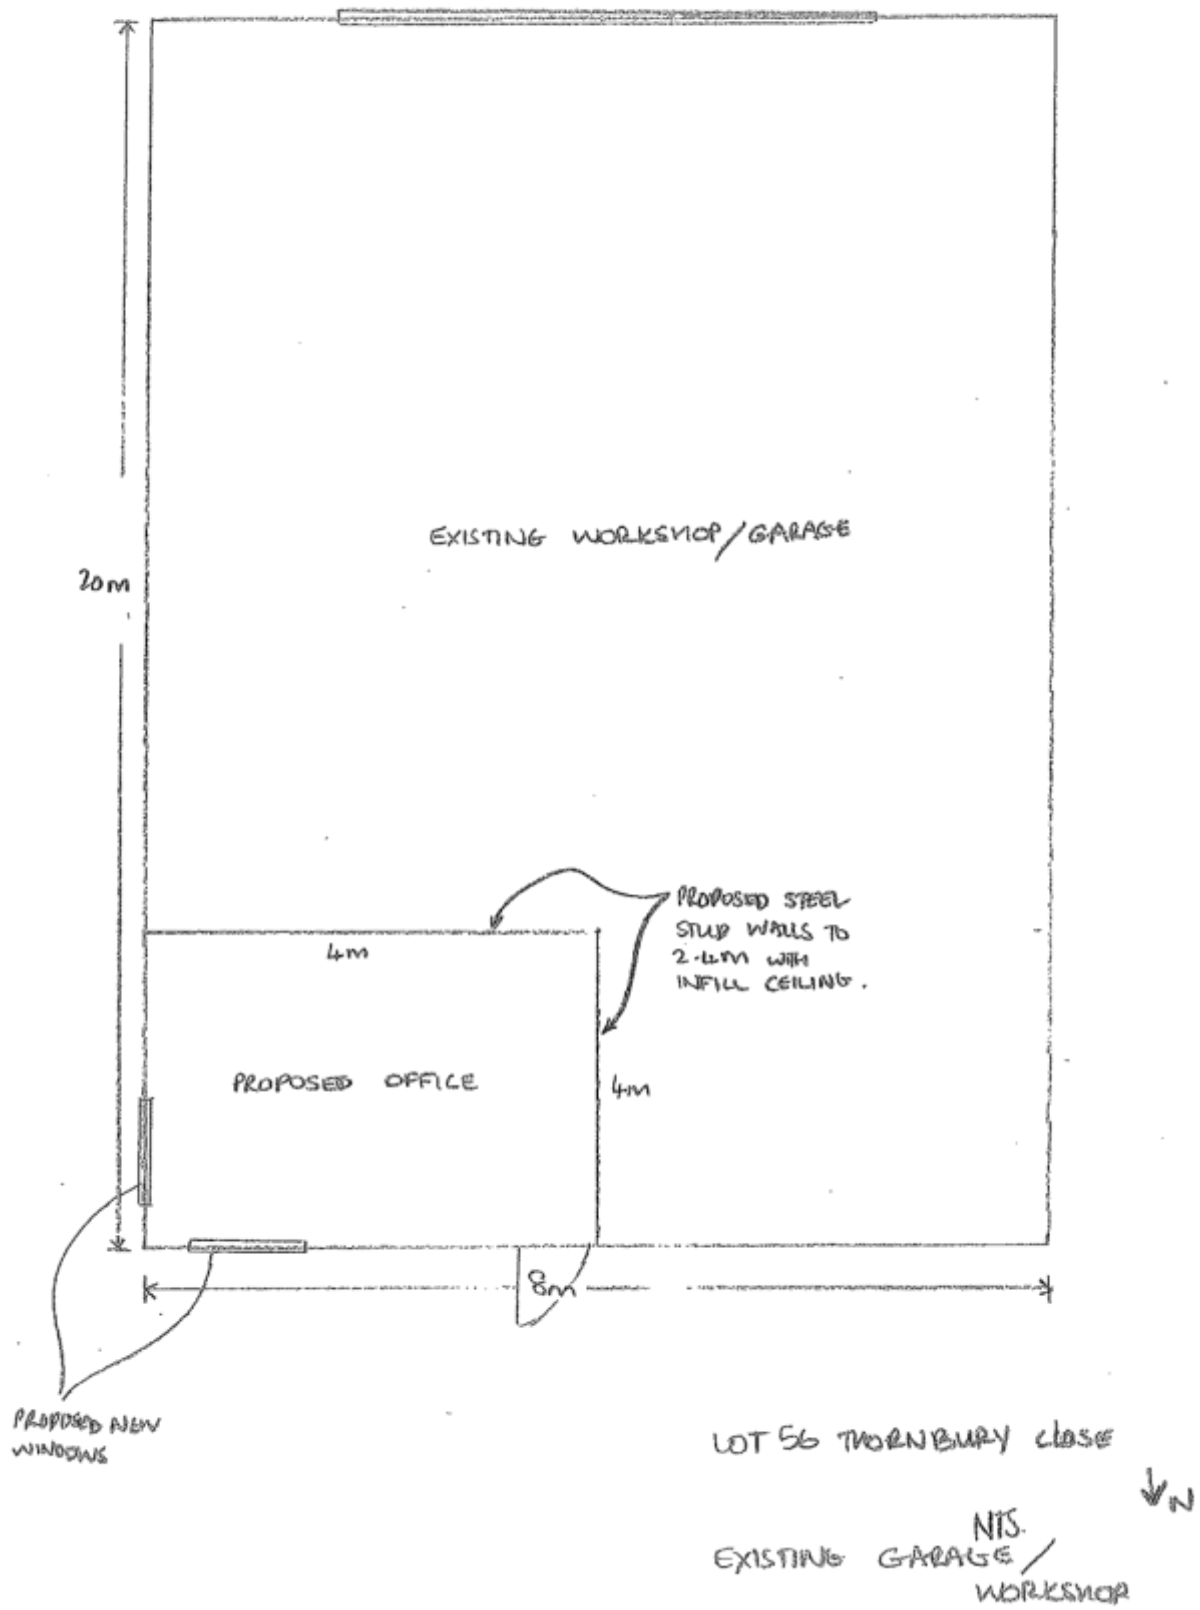 EXISTING WORKSHOP/GARAGE
20m
PROPOSED STEEL
STUD WALLS TO
2.4M WITH
INFILL CEILING.
4m
PROPOSED OFFICE
4m
8m
PROPOSED NEW
WINDOWS
LOT 56 THORNBURY CLOSE
N
NTS.
EXISTING GARAGE/
WORKSHOP